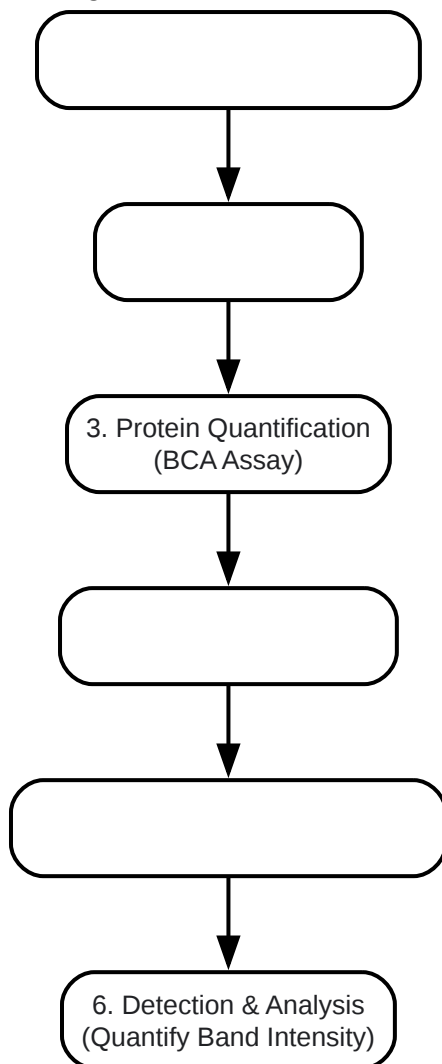 3. Protein Quantification
(BCA Assay)
6. Detection & Analysis
(Quantify Band Intensity)